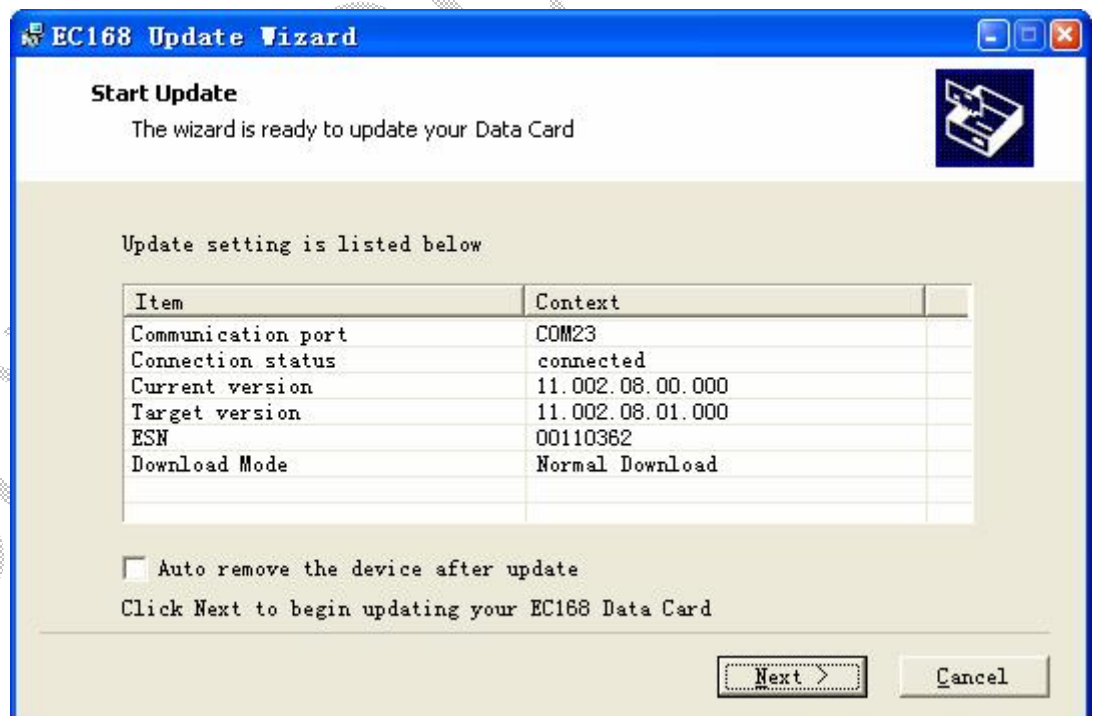 EC168 Update Wizard
Start Update
The wizard is ready to update your Data Card
Update setting is listed below
Item Context
Communication port COM23
Connection status connected
Current version 11.002.08.00.000
Target version 11.002.08.01.000
ESN 00110362
Download Mode Normal Download
Auto remove the device after update
Click Next to begin updating your EC168 Data Card
Next > Cancel